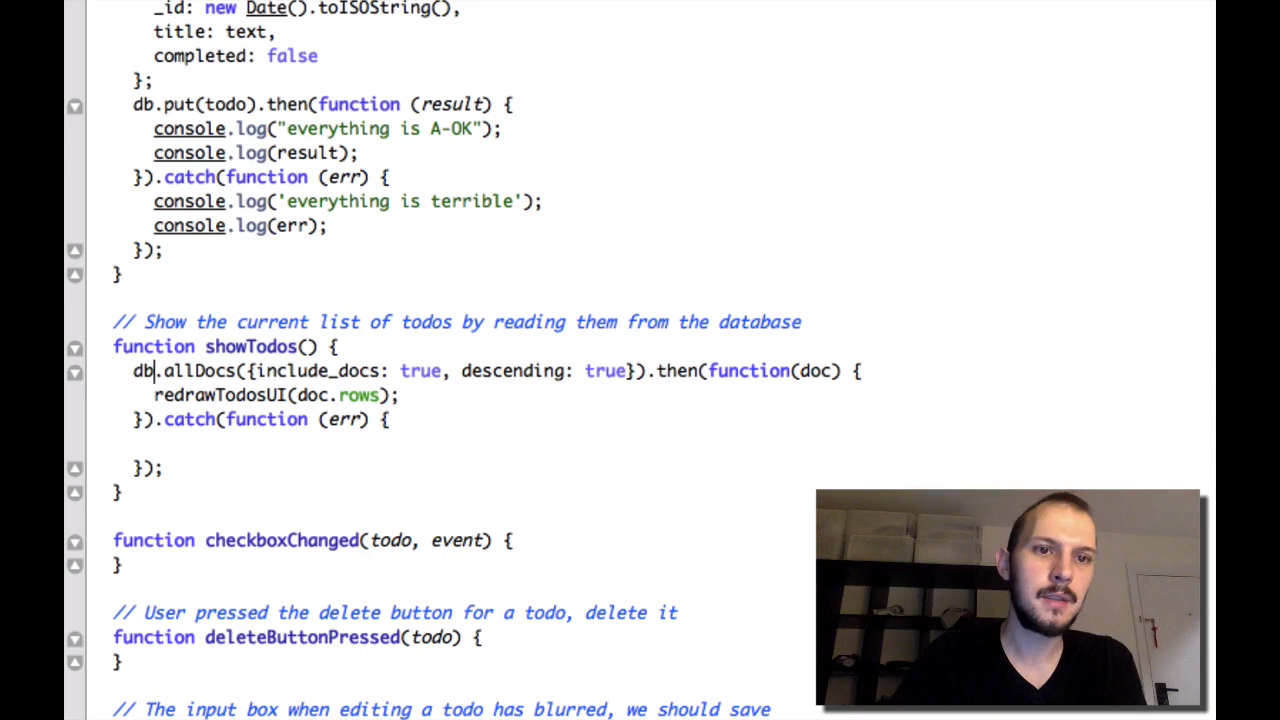 _id: new Date().toISOString(),
title: text,
completed: false
};
db.put(todo).then(function (result) {
console.log("everything is A-OK");
console.log(result);
}).catch(function (err) {
console.log('everything is terrible');
console.log(err);
});
}
// Show the current list of todos by reading them from the database
function showTodos() {
db.allDocs({include_docs: true, descending: true}).then(function(doc) {
redrawTodosUI(doc.rows);
}).catch(function (err) {
});
}
function checkboxChanged(todo, event) {
}
// User pressed the delete button for a todo, delete it
function deleteButtonPressed(todo) {
}
// The input box when editing a todo has blurred, we should save